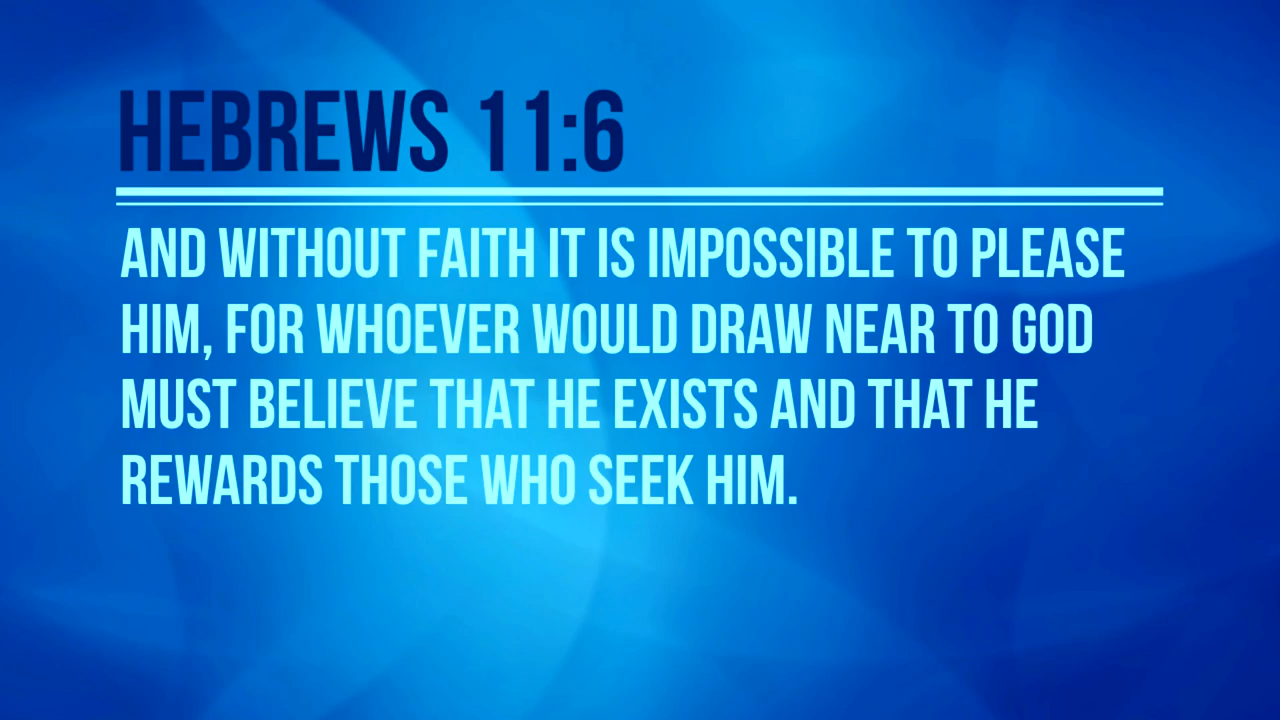 HEBREWS 11:6
AND WITHOUT FAITH IT IS IMPOSSIBLE TO PLEASE
HIM, FOR WHOEVER WOULD DRAW NEAR TO GOD
MUST BELIEVE THAT HE EXISTS AND THAT HE
REWARDS THOSE WHO SEEK HIM.